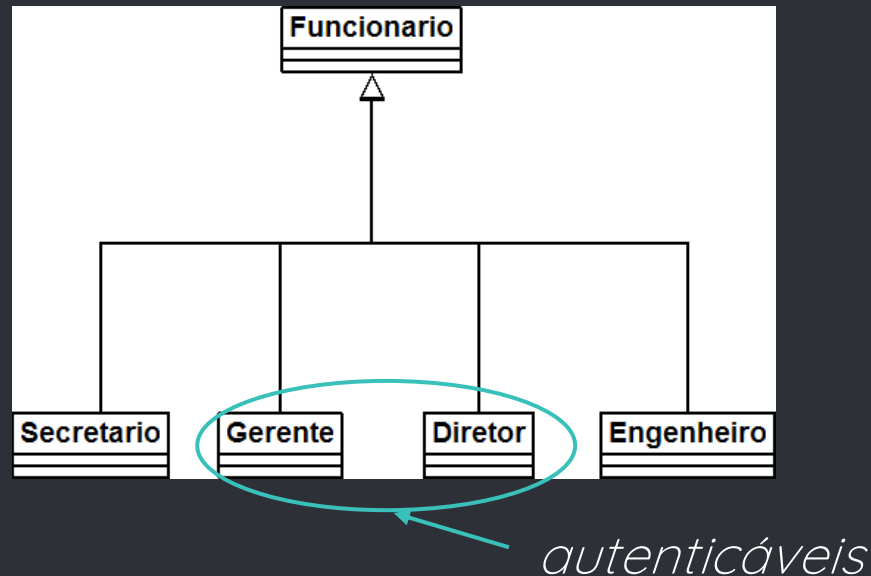 Funcionario
Secretario
Gerente
Diretor
Engenheiro
autenticáveis